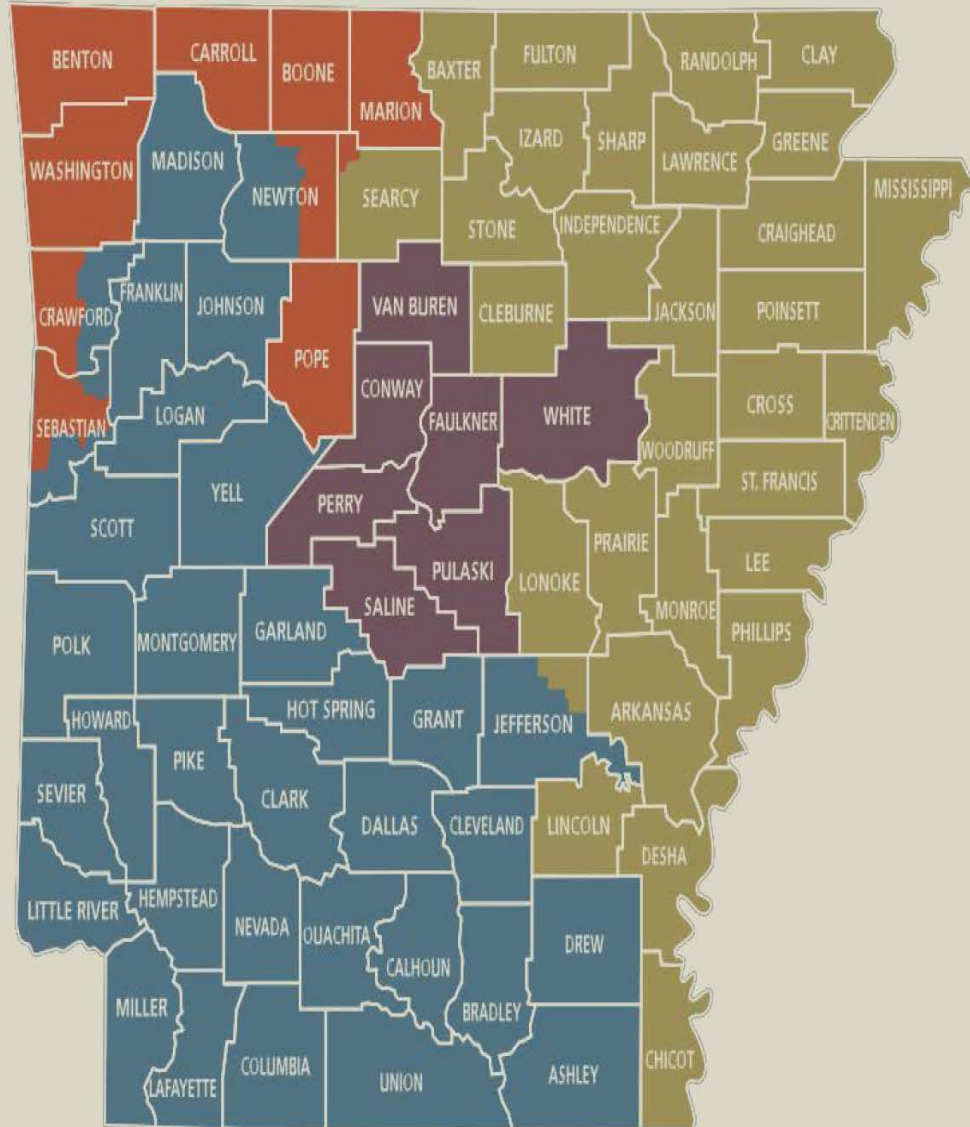 BENTON
CARROLL
BOONE
MARION
BAXTER
FULTON
RANDOLPH
CLAY
WASHINGTON
MADISON
NEWTON
SEARCY
IZARD
SHARP
LAWRENCE
GREENE
MISSISSIPPI
STONE
INDEPENDENCE
CRAIGHEAD
CRAWFORD
FRANKLIN
JOHNSON
POPE
VAN BUREN
CLEBURNE
JACKSON
POINSETT
SEBASTIAN
LOGAN
CONWAY
FAULKNER
WHITE
WOODRUFF
CROSS
CRITTENDEN
ST. FRANCIS
SCOTT
YELL
PERRY
PULASKI
LONOKE
PRAIRIE
LEE
SALINE
MONROE
PHILLIPS
POLK
MONTGOMERY
GARLAND
HOWARD
HOT SPRING
GRANT
JEFFERSON
ARKANSAS
SEVIER
PIKE
CLARK
DALLAS
CLEVELAND
LINCOLN
DESHA
LITTLE RIVER
HEMPSTEAD
NEVADA
OUACHITA
CALHOUN
DREW
MILLER
BRADLEY
LAFAYETTE
COLUMBIA
UNION
ASHLEY
CHICOT